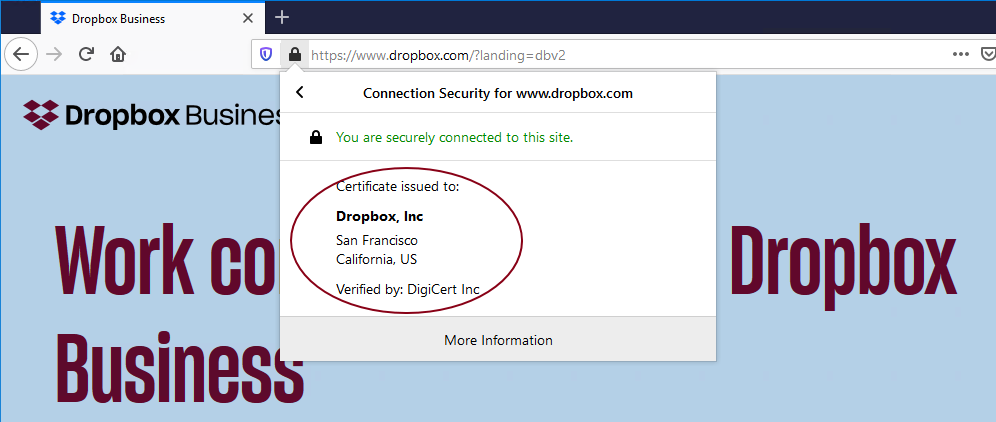 Dropbox Business
https://www.dropbox.com/?landing=dbv2
Connection Security for www.dropbox.com
Dropbox Busines
You are securely connected to this site.
Certificate issued to:
Dropbox, Inc
San Francisco
California, US
Verified by: DigiCert Inc
Work co Dropbox
Business
More Information